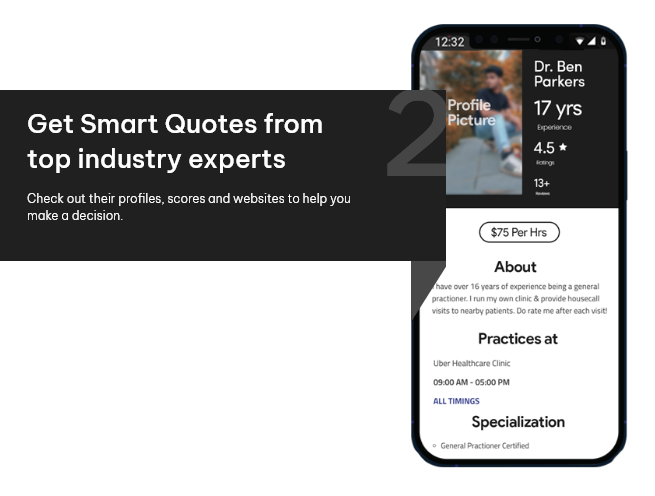 Get Smart Quotes from
top industry experts
Check out their profiles, scores and websites to help you
make a decision.
2
12:32
Profile
Picture
Dr. Ben
Parkers
17 yrs
Experience
4.5
Ratings
13+
Reviews
$75 Per Hrs
About
have over 16 years of experience being a general
practioner. I run my own clinic & provide housecall
visits to nearby patients. Do rate me after each visit!
Practices at
Uber Healthcare Clinic
09:00 AM - 05:00 PM
ALL TIMINGS
Specialization
General Practioner Certified